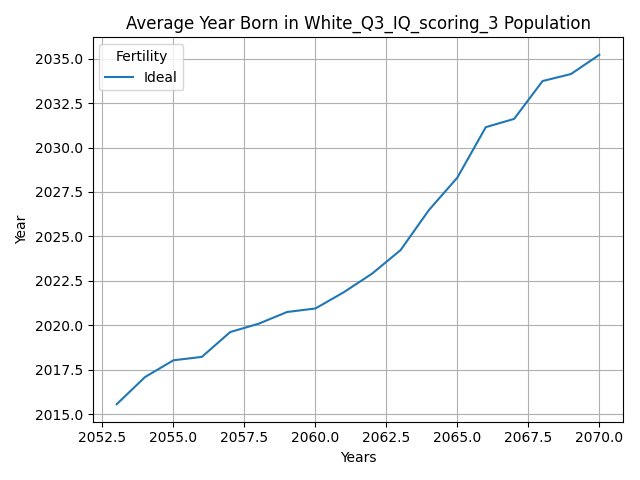 Average Year Born in White_Q3_IQ_scoring_3 Population
Fertility
Ideal
2035.0
2032.5
2030.0
2027.5
2025.0
2022.5
2020.0
2017.5
2015.0
Year
2052.5 2055.0 2057.5 2060.0 2062.5 2065.0 2067.5 2070.0
Years